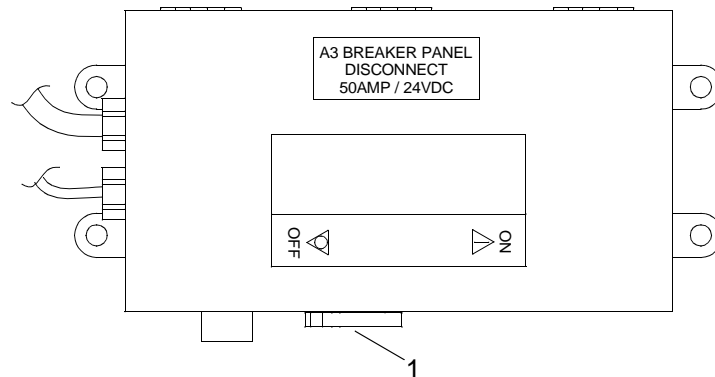 A3 BREAKER PANEL
DISCONNECT
50AMP / 24VDC
OFF
ON
1